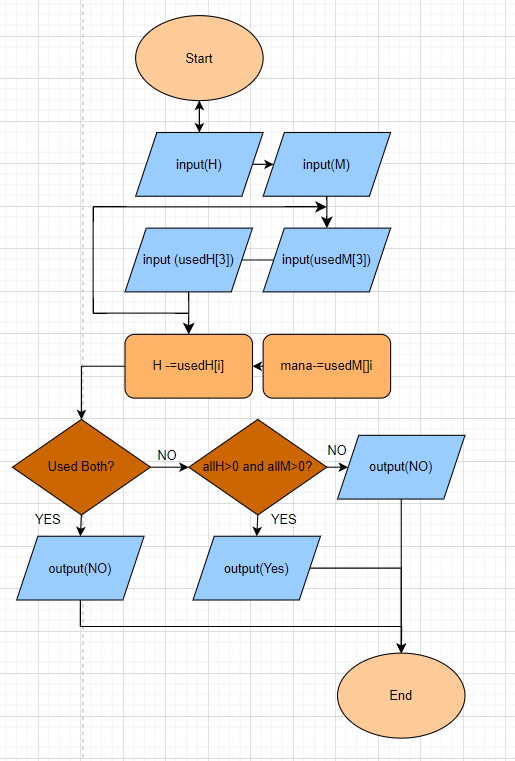 Start
input(H)
input(M)
input (usedH[3])
input(usedM[3])
H -=usedH[i]
mana-=usedM[]i
Used Both?
NO
allH>0 and allM>0?
NO
output(NO)
YES
YES
output(NO)
output(Yes)
End